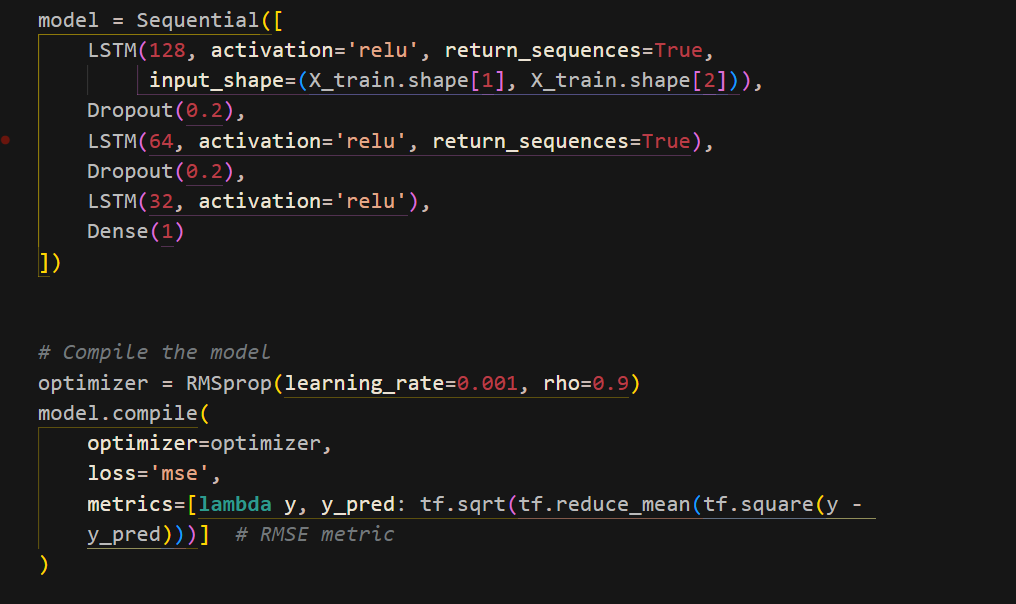 model = Sequential([
    LSTM(128, activation='relu', return_sequences=True,
         input_shape=(X_train.shape[1], X_train.shape[2])),
    Dropout(0.2),
    LSTM(64, activation='relu', return_sequences=True),
    Dropout(0.2),
    LSTM(32, activation='relu'),
    Dense(1)
])
# Compile the model
optimizer = RMSprop(learning_rate=0.001, rho=0.9)
model.compile(
    optimizer=optimizer,
    loss='mse',
    metrics=[lambda y, y_pred: tf.sqrt(tf.reduce_mean(tf.square(y -
    y_pred)))]  # RMSE metric
)